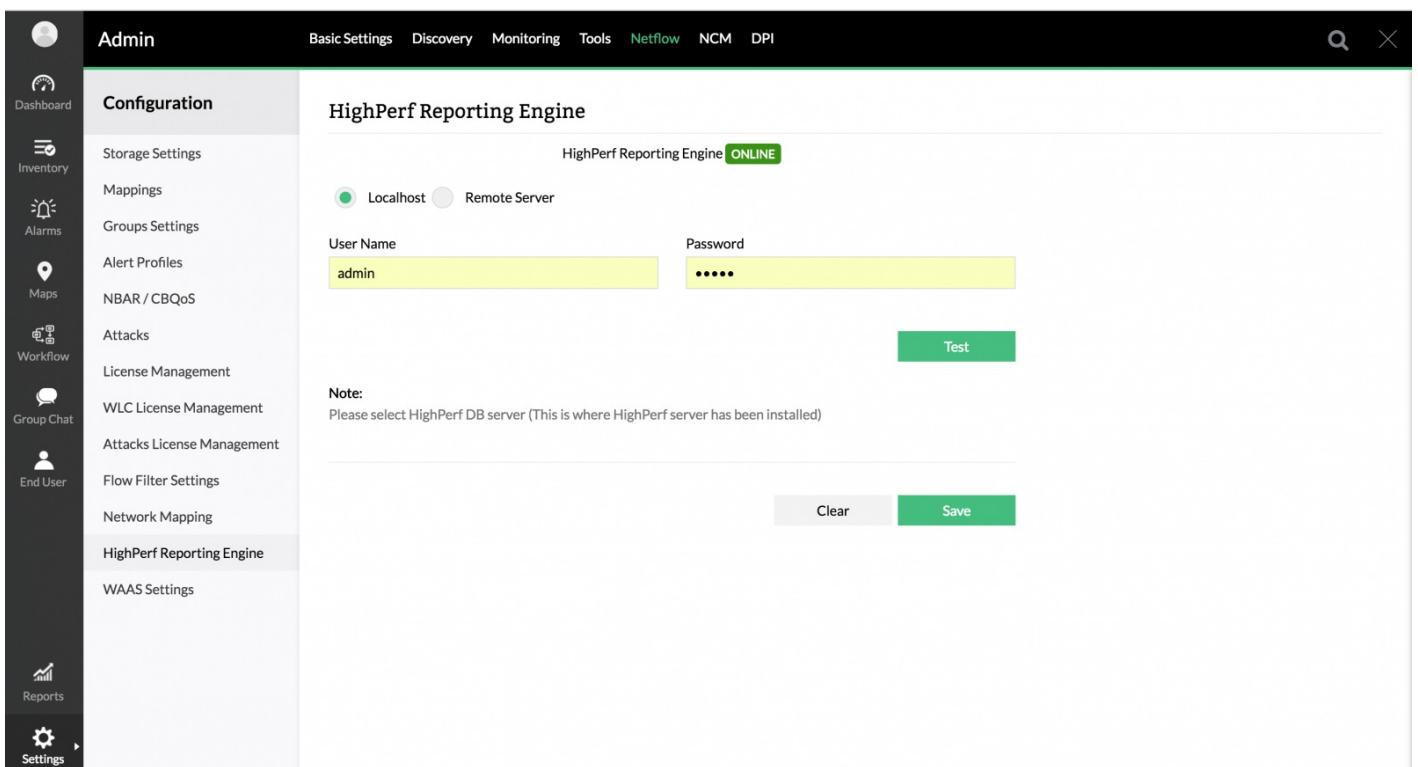 Admin
Basic Settings Discovery Monitoring Tools Netflow NCM DPI
Dashboard
Inventory
Alarms
Maps
Workflow
Group Chat
End User
Reports
Settings
Configuration
Storage Settings
Mappings
Groups Settings
Alert Profiles
NBAR / CBQoS
Attacks
License Management
WLC License Management
Attacks License Management
Flow Filter Settings
Network Mapping
HighPerf Reporting Engine
WAAS Settings
HighPerf Reporting Engine
HighPerf Reporting Engine ONLINE
Localhost Remote Server
User Name Password
admin •••••
Test
Note:
Please select HighPerf DB server (This is where HighPerf server has been installed)
Clear Save